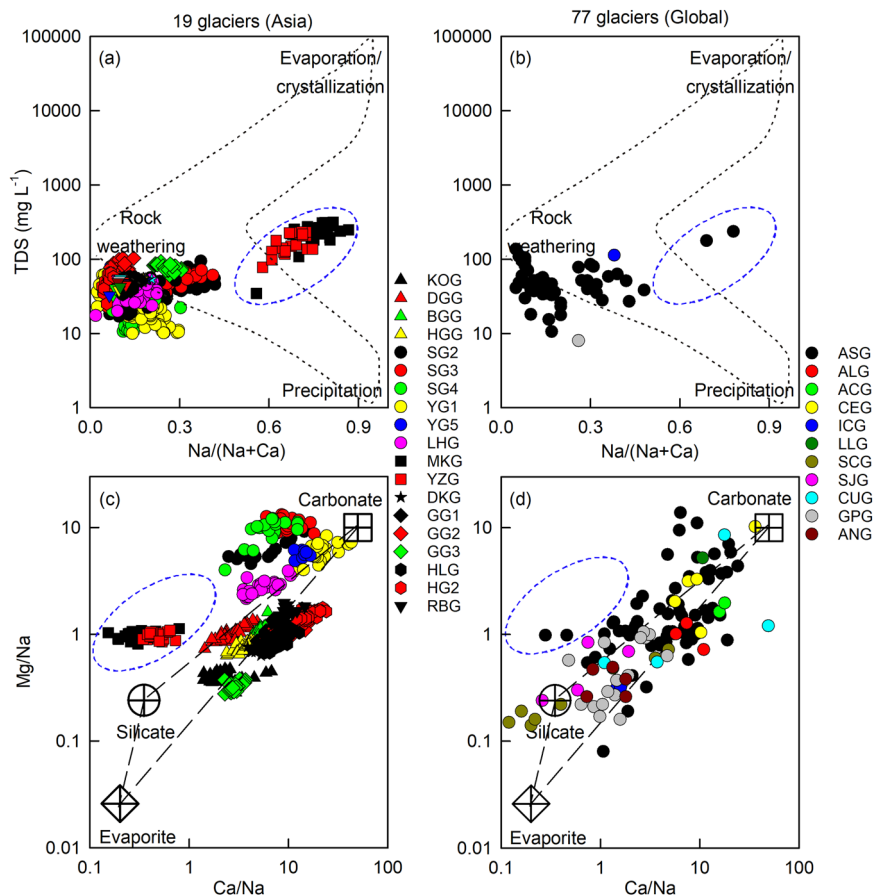 19 glaciers (Asia)
77 glaciers (Global)
100000
10000
1000
100
10
1
TDS (mg L⁻¹)
(a)
Evaporation/
crystallization
Rock
weathering
Precipitation
0.0
0.3
0.6
0.9
Na/(Na+Ca)
100000
10000
1000
100
10
1
(b)
Evaporation/
crystallization
Rock
weathering
Precipitation
0.0
0.3
0.6
0.9
Na/(Na+Ca)
KOG
DGG
BGG
HGG
SG2
SG3
SG4
YG1
YG5
LHG
MKG
YZG
DKG
GG1
GG2
GG3
HLG
HG2
RBG
ASG
ALG
ACG
CEG
ICG
LLG
SCG
SJG
CUG
GPG
ANG
10
1
0.1
0.01
Mg/Na
(c)
Carbonate
Silicate
Evaporite
0.1
1
10
100
Ca/Na
10
1
0.1
0.01
(d)
Carbonate
Silicate
Evaporite
0.1
1
10
100
Ca/Na